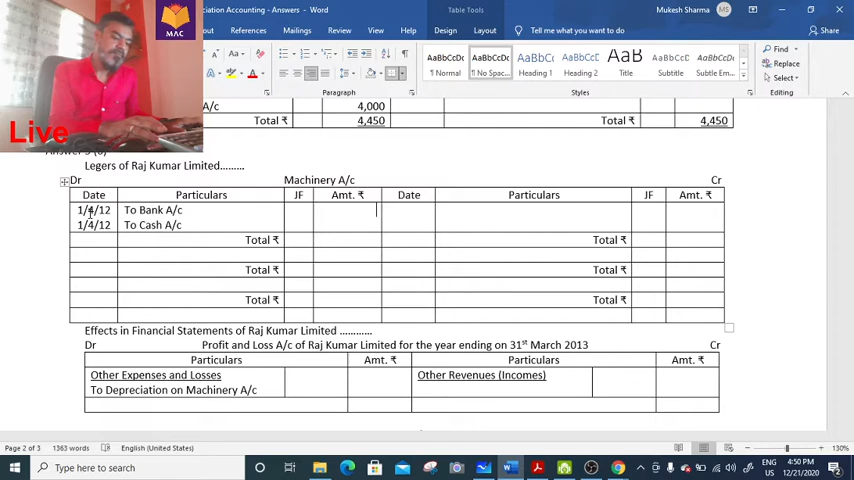 MAC
Live
ciation Accounting - Answers - Word
Table Tools
Mukesh Sharma
MS
References
Mailings
Review
View
Help
Design
Layout
Tell me what you want to do
Share
Aa
Paragraph
Styles
Editing
AaBbCcDc
AaBbCcDc
AaBbCc
AaBbCcD
AaB
AaBbCcD
AaBbCcDc
¶ Normal
¶ No Spac...
Heading 1
Heading 2
Title
Subtitle
Subtle Em...
Find
Replace
Select
A/c
4,000
Total ₹
4,450
Total ₹
4,450
Legers of Raj Kumar Limited………
Dr
Machinery A/c
Cr
Date
Particulars
JF
Amt. ₹
Date
Particulars
JF
Amt. ₹
1/4/12
To Bank A/c
1/4/12
To Cash A/c
Total ₹
Total ₹
Total ₹
Total ₹
Total ₹
Total ₹
Effects in Financial Statements of Raj Kumar Limited …………
Dr
Profit and Loss A/c of Raj Kumar Limited for the year ending on 31st March 2013
Cr
Particulars
Amt. ₹
Particulars
Amt. ₹
Other Expenses and Losses
Other Revenues (Incomes)
To Depreciation on Machinery A/c
Page 2 of 3
1363 words
English (United States)
130%
Type here to search
ENG
US
4:50 PM
12/21/2020